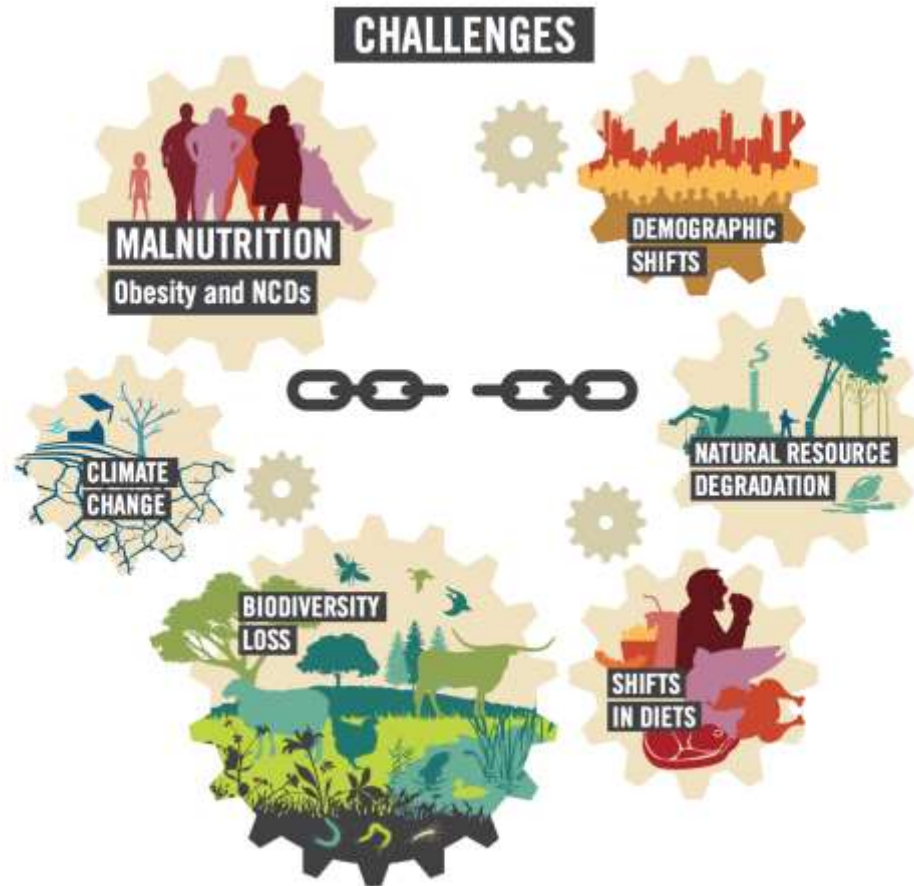 CHALLENGES
MALNUTRITION
Obesity and NCDs
DEMOGRAPHIC
SHIFTS
NATURAL RESOURCE
DEGRADATION
CLIMATE
CHANGE
BIODIVERSITY
LOSS
SHIFTS
IN DIETS